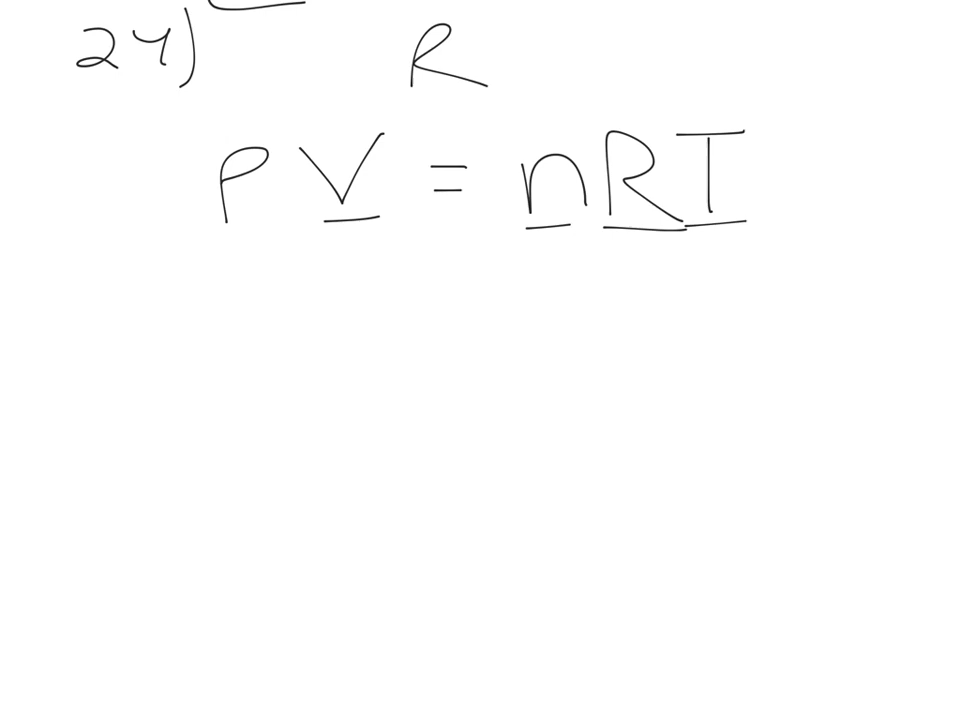 24) R
PV = nRT